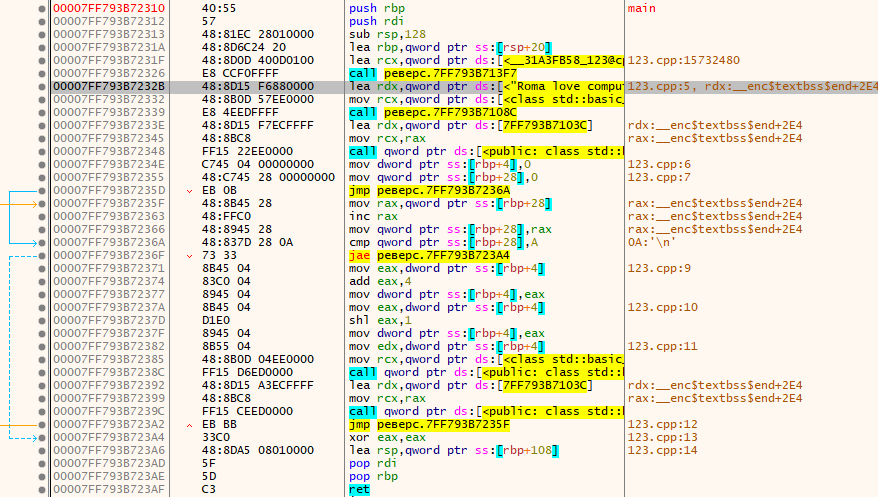 00007FF793B72310 40:55 push rbp main
00007FF793B72312 57 push rdi
00007FF793B72313 48:81EC 28010000 sub rsp,128
00007FF793B7231A 48:8D6C24 20 lea rbp,qword ptr ss:[rsp+20]
00007FF793B7231F 48:8D0D 400D0100 lea rcx,qword ptr ds:[<__31A3FB58_123@cp 123.cpp:15732480
00007FF793B72326 E8 CCF0FFFF call реверс.7FF793B713F7
00007FF793B7232B 48:8D15 F6880000 lea rdx,qword ptr ds:[<"Roma love comput 123.cpp:5, rdx:__enc$textbss$end+2E4
00007FF793B72332 48:8B0D 57EE0000 mov rcx,qword ptr ds:[<class std::basic_
00007FF793B72339 E8 4EEDFFFF call реверс.7FF793B7108C
00007FF793B7233E 48:8D15 F7ECFFFF lea rdx,qword ptr ds:[7FF793B7103C] rdx:__enc$textbss$end+2E4
00007FF793B72345 48:8BC8 mov rcx,rax rax:__enc$textbss$end+2E4
00007FF793B72348 FF15 22EE0000 call qword ptr ds:[<public: class std::b
00007FF793B7234E C745 04 00000000 mov dword ptr ss:[rbp+4],0 123.cpp:6
00007FF793B72355 48:C745 28 00000000 mov qword ptr ss:[rbp+28],0 123.cpp:7
00007FF793B7235D EB 0B jmp реверс.7FF793B7236A
00007FF793B7235F 48:8B45 28 mov rax,qword ptr ss:[rbp+28] rax:__enc$textbss$end+2E4
00007FF793B72363 48:FFC0 inc rax rax:__enc$textbss$end+2E4
00007FF793B72366 48:8945 28 mov qword ptr ss:[rbp+28],rax rax:__enc$textbss$end+2E4
00007FF793B7236A 48:837D 28 0A cmp qword ptr ss:[rbp+28],A 0A:'\n'
00007FF793B7236F 73 33 jae реверс.7FF793B723A4
00007FF793B72371 8B45 04 mov eax,dword ptr ss:[rbp+4] 123.cpp:9
00007FF793B72374 83C0 04 add eax,4
00007FF793B72377 8945 04 mov dword ptr ss:[rbp+4],eax
00007FF793B7237A 8B45 04 mov eax,dword ptr ss:[rbp+4] 123.cpp:10
00007FF793B7237D D1E0 shl eax,1
00007FF793B7237F 8945 04 mov dword ptr ss:[rbp+4],eax
00007FF793B72382 8B55 04 mov edx,dword ptr ss:[rbp+4] 123.cpp:11
00007FF793B72385 48:8B0D 04EE0000 mov rcx,qword ptr ds:[<class std::basic_
00007FF793B7238C FF15 D6ED0000 call qword ptr ds:[<public: class std::b
00007FF793B72392 48:8D15 A3ECFFFF lea rdx,qword ptr ds:[7FF793B7103C] rdx:__enc$textbss$end+2E4
00007FF793B72399 48:8BC8 mov rcx,rax rax:__enc$textbss$end+2E4
00007FF793B7239C FF15 CEED0000 call qword ptr ds:[<public: class std::b
00007FF793B723A2 EB BB jmp реверс.7FF793B7235F 123.cpp:12
00007FF793B723A4 33C0 xor eax,eax 123.cpp:13
00007FF793B723A6 48:8DA5 08010000 lea rsp,qword ptr ss:[rbp+108] 123.cpp:14
00007FF793B723AD 5F pop rdi
00007FF793B723AE 5D pop rbp
00007FF793B723AF C3 ret